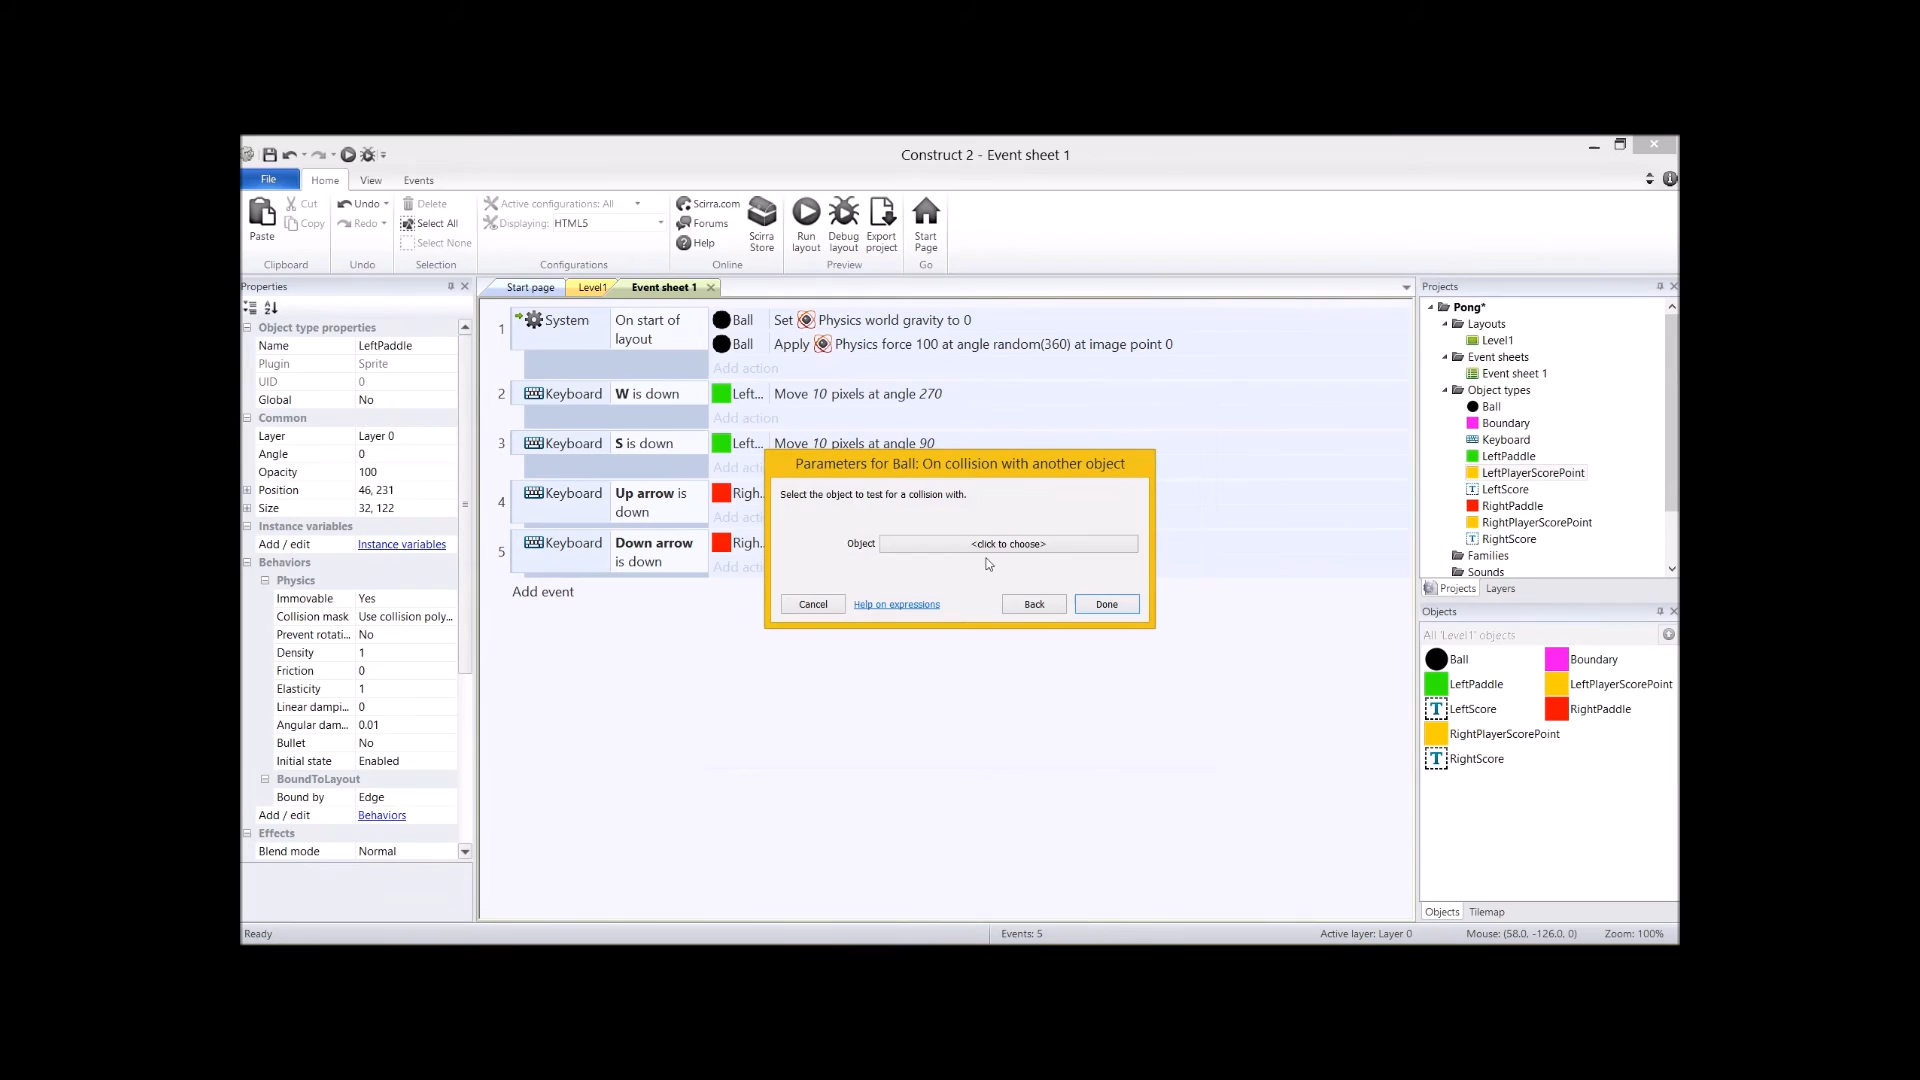 Construct 2 - Event sheet 1
File Home View Events
Paste Cut Copy Clipboard
Undo Redo Undo
Delete Select All Select None Selection
Active configurations: All
Displaying: HTML5
Configurations
Scirra.com Forums Help Scirra Store Online
Run layout Debug layout Export project Preview
Start Page Go
Properties
Object type properties
Name LeftPaddle
Plugin Sprite
UID 0
Global No
Common
Layer Layer 0
Angle 0
Opacity 100
Position 46, 231
Size 32, 122
Instance variables
Add / edit Instance variables
Behaviors
Physics
Immovable Yes
Collision mask Use collision poly...
Prevent rotati... No
Density 1
Friction 0
Elasticity 1
Linear dampi... 0
Angular dam... 0.01
Bullet No
Initial state Enabled
BoundToLayout
Bound by Edge
Add / edit Behaviors
Effects
Blend mode Normal
Start page Level1 Event sheet 1
1 System On start of layout Ball Set Physics world gravity to 0
Ball Apply Physics force 100 at angle random(360) at image point 0
Add action
2 Keyboard W is down Left... Move 10 pixels at angle 270
Add action
3 Keyboard S is down Left... Move 10 pixels at angle 90
Add acti
4 Keyboard Up arrow is down Righ..
Add acti
5 Keyboard Down arrow is down Righ..
Add acti
Add event
Parameters for Ball: On collision with another object
Select the object to test for a collision with.
Object <click to choose>
Cancel Help on expressions Back Done
Projects
Pong*
Layouts
Level1
Event sheets
Event sheet 1
Object types
Ball
Boundary
Keyboard
LeftPaddle
LeftPlayerScorePoint
LeftScore
RightPaddle
RightPlayerScorePoint
RightScore
Families
Sounds
Projects Layers
Objects
All 'Level1' objects
Ball Boundary
LeftPaddle LeftPlayerScorePoint
T LeftScore RightPaddle
RightPlayerScorePoint
T RightScore
Objects Tilemap
Ready Events: 5 Active layer: Layer 0 Mouse: (58.0, -126.0, 0) Zoom: 100%